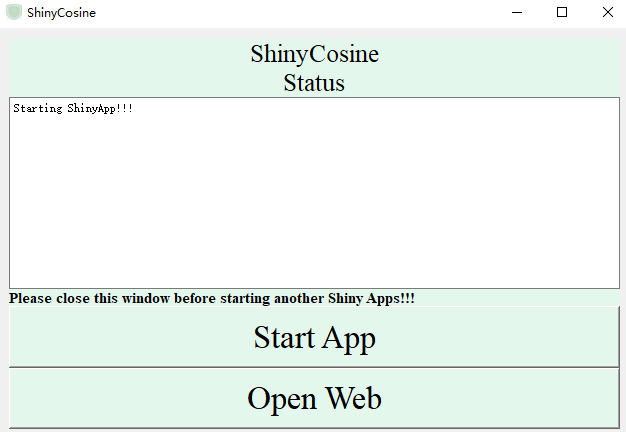 ShinyCosine
ShinyCosine
Status
Starting ShinyApp!!!
Please close this window before starting another Shiny Apps!!!
Start App
Open Web